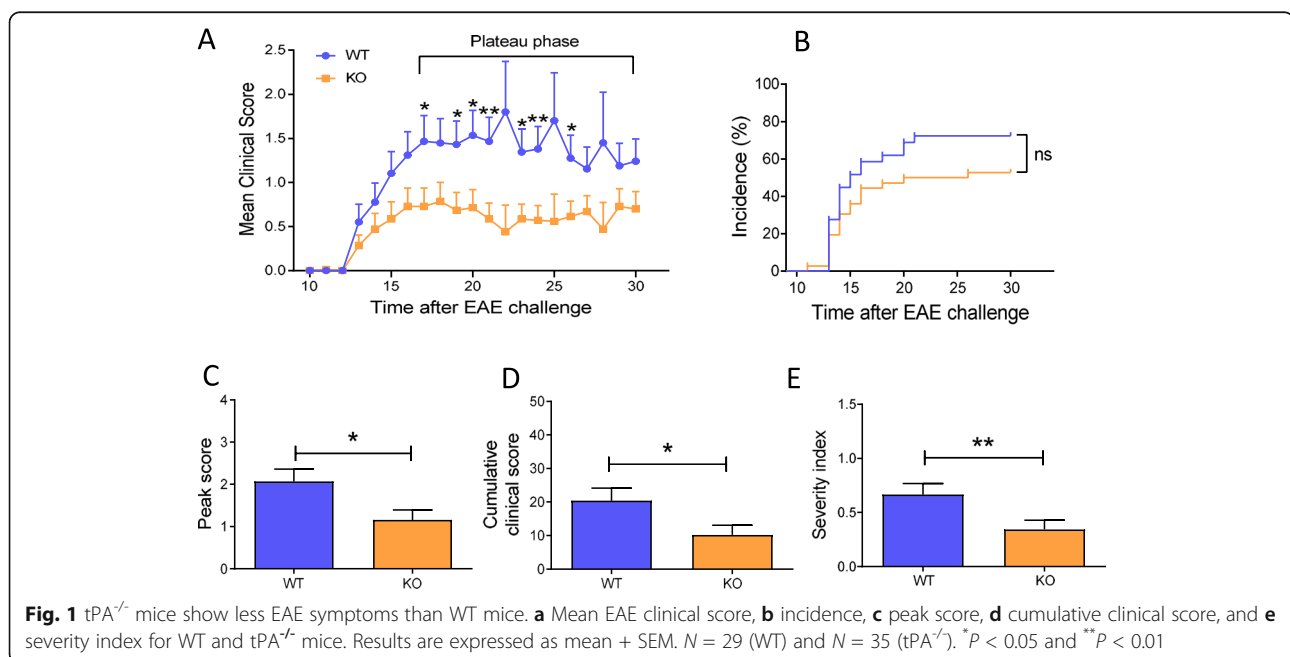 A
Plateau phase
WT
KO
Mean Clinical Score
2.5
2.0
1.5
1.0
0.5
0.0
* * * ** * ** *
10 15 20 25 30
Time after EAE challenge
B
Incidence (%)
100
80
60
40
20
0
ns
10 15 20 25 30
Time after EAE challenge
C
Peak score
4
3
2
1
0
*
WT KO
D
Cumulative
clinical score
50
40
30
20
10
0
*
WT KO
E
Severity index
1.5
1.0
0.5
0.0
**
WT KO
Fig. 1 tPA-/- mice show less EAE symptoms than WT mice. a Mean EAE clinical score, b incidence, c peak score, d cumulative clinical score, and e
severity index for WT and tPA-/- mice. Results are expressed as mean + SEM. N = 29 (WT) and N = 35 (tPA-/-). *P < 0.05 and **P < 0.01